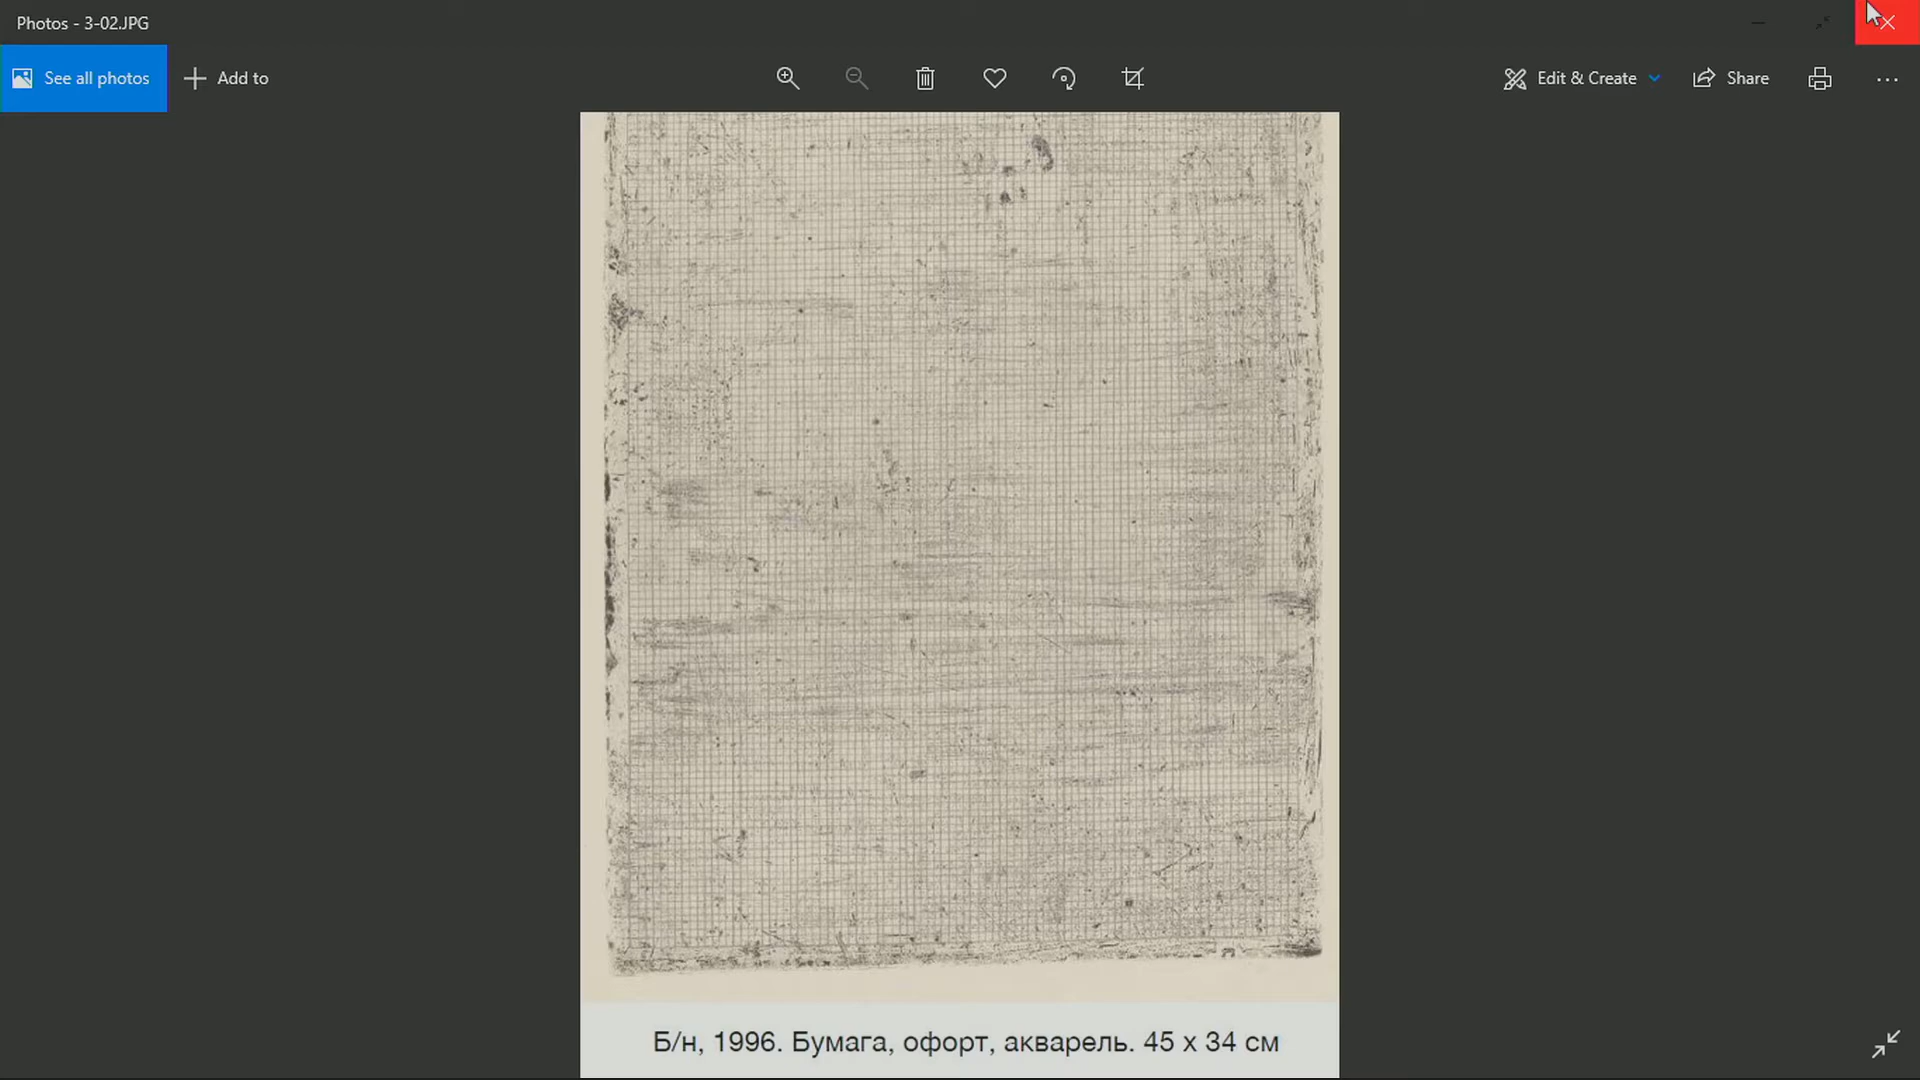 Photos - 3-02.JPG
See all photos
Add to
Edit & Create
Share
Б/н, 1996. Бумага, офорт, акварель. 45 x 34 см